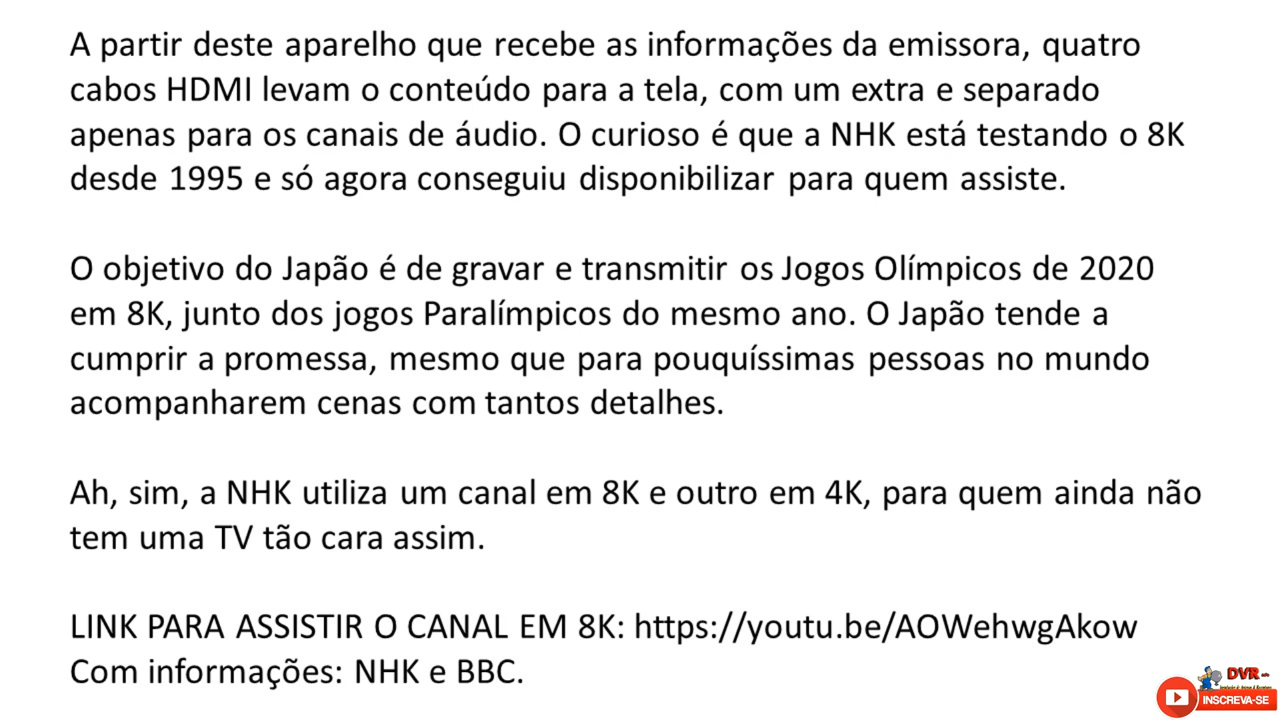 A partir deste aparelho que recebe as informações da emissora, quatro
cabos HDMI levam o conteúdo para a tela, com um extra e separado
apenas para os canais de áudio. O curioso é que a NHK está testando o 8K
desde 1995 e só agora conseguiu disponibilizar para quem assiste.
O objetivo do Japão é de gravar e transmitir os Jogos Olímpicos de 2020
em 8K, junto dos jogos Paralímpicos do mesmo ano. O Japão tende a
cumprir a promessa, mesmo que para pouquíssimas pessoas no mundo
acompanharem cenas com tantos detalhes.
Ah, sim, a NHK utiliza um canal em 8K e outro em 4K, para quem ainda não
tem uma TV tão cara assim.
LINK PARA ASSISTIR O CANAL EM 8K: https://youtu.be/AOWehwgAkow
Com informações: NHK e BBC.
DVR
INSCREVA-SE